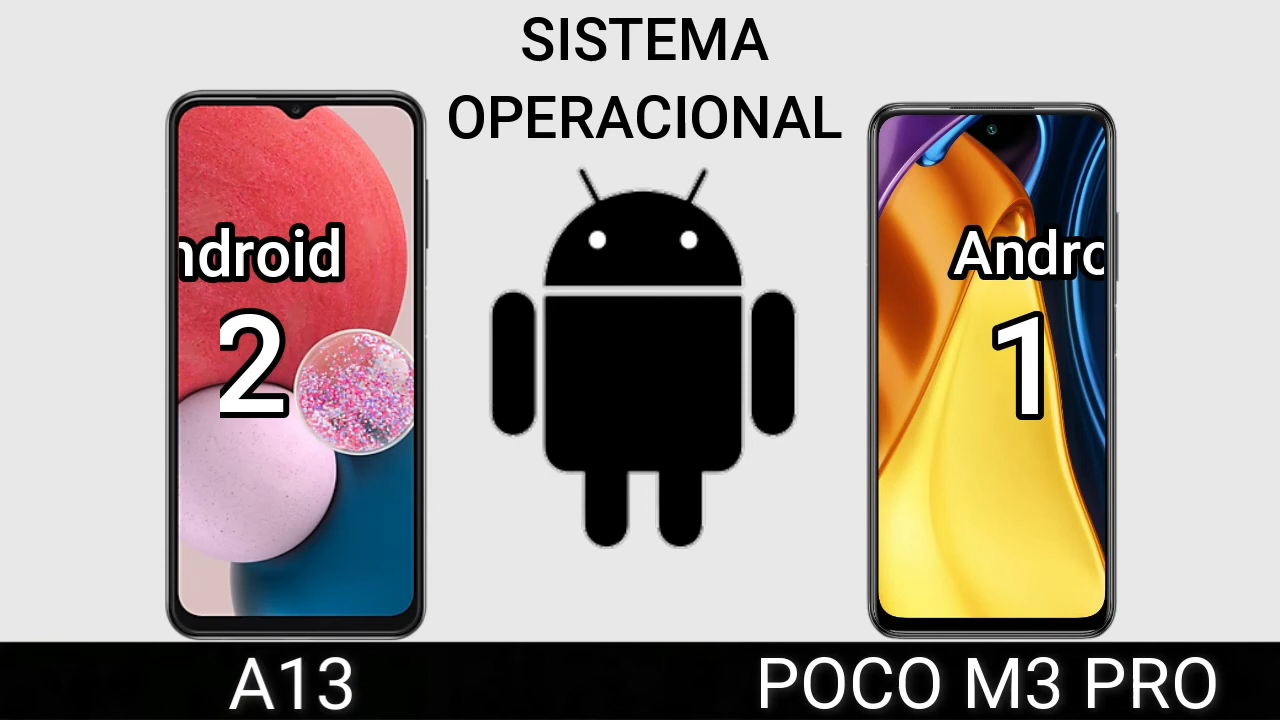 SISTEMA
OPERACIONAL
ndroid
2
Andro
1
A13
POCO M3 PRO